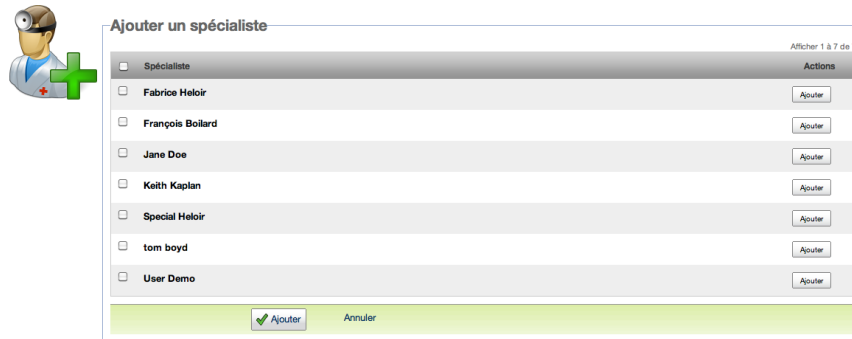 Ajouter un spécialiste
Afficher 1 à 7 de
Spécialiste Actions
Fabrice Heloir Ajouter
François Boilard Ajouter
Jane Doe Ajouter
Keith Kaplan Ajouter
Special Heloir Ajouter
tom boyd Ajouter
User Demo Ajouter
Ajouter Annuler